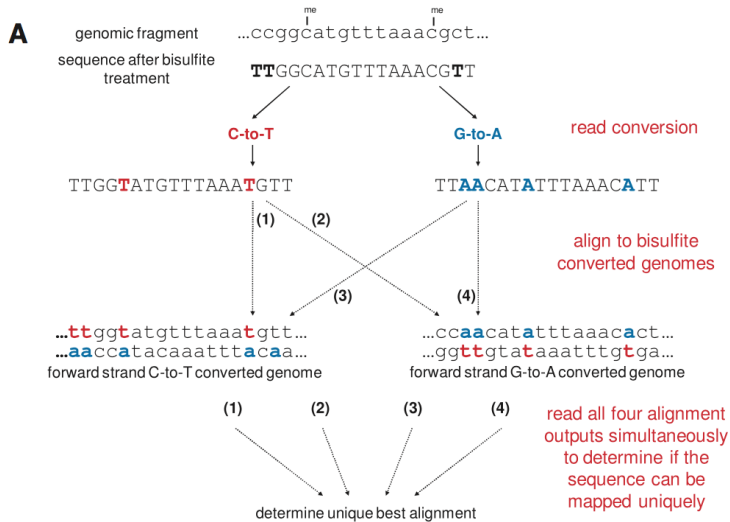 A
me me
genomic fragment …ccggcatgtttaaacgct…
sequence after bisulfite
treatment
TTGGCATGTTTAAACGTT
C-to-T G-to-A read conversion
TTGGTATGTTTAAATGTT TTAACATATTTAAACATT
(1) (2)
align to bisulfite
converted genomes
(3) (4)
…ttggtatgtttaaatgtt… …ccaacatatttaaacact…
…aaccatacaaatttacaa… …ggttgtataaatttgtga…
forward strand C-to-T converted genome forward strand G-to-A converted genome
(1) (2) (3) (4)
read all four alignment
outputs simultaneously
to determine if the
sequence can be
mapped uniquely
determine unique best alignment